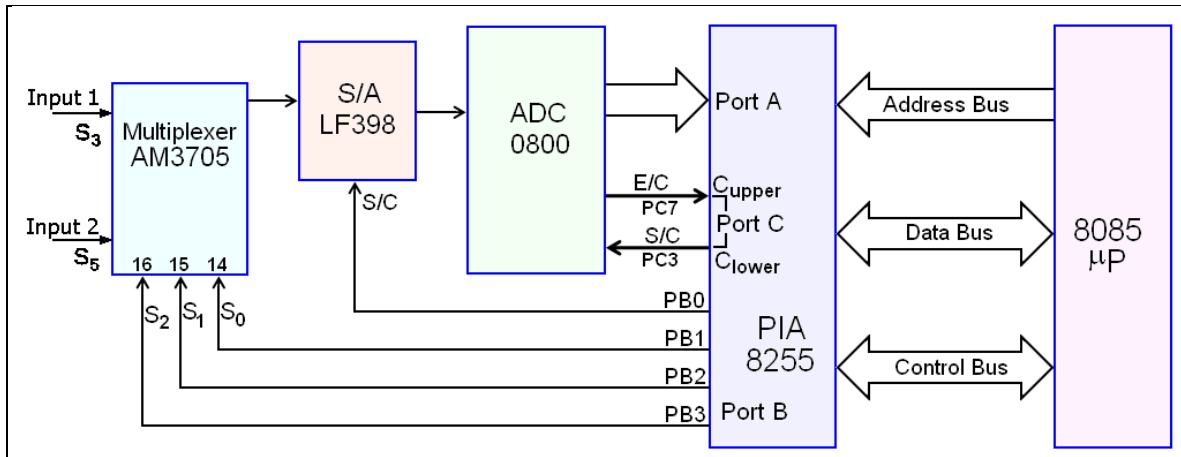 Input 1
S3
Multiplexer
AM3705
Input 2
S5
16 15 14
S2
S1
S0
S/A
LF398
S/C
ADC
0800
E/C
PC7
S/C
PC3
PB0
PB1
PB2
PB3
Port A
Cupper
Port C
Clower
PIA
8255
Port B
Address Bus
Data Bus
Control Bus
8085
μP